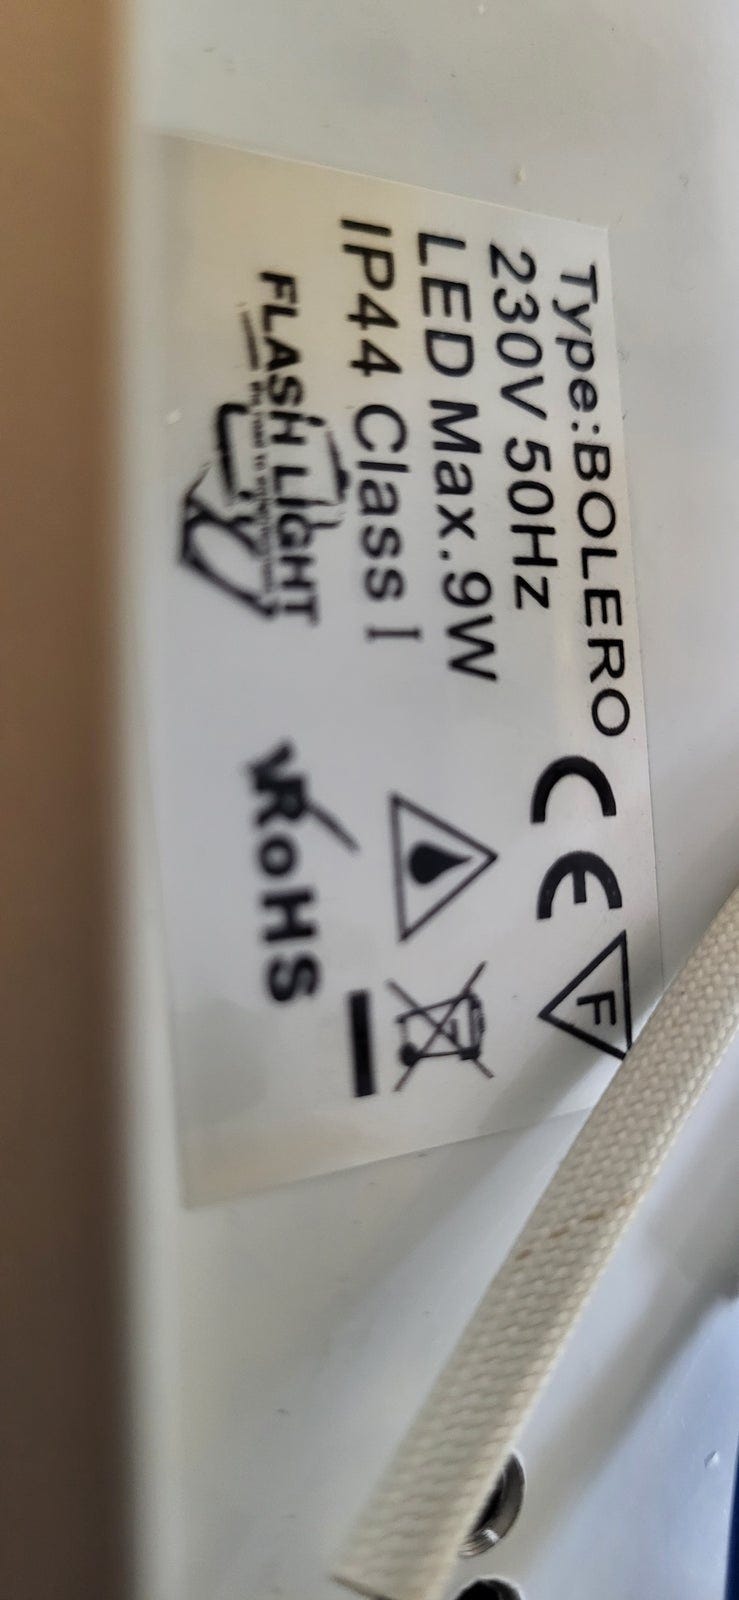 Type:BOLERO
230V 50Hz
LED Max.9W
IP44 Class I
FLASH LIGHT
CE
F
RoHS